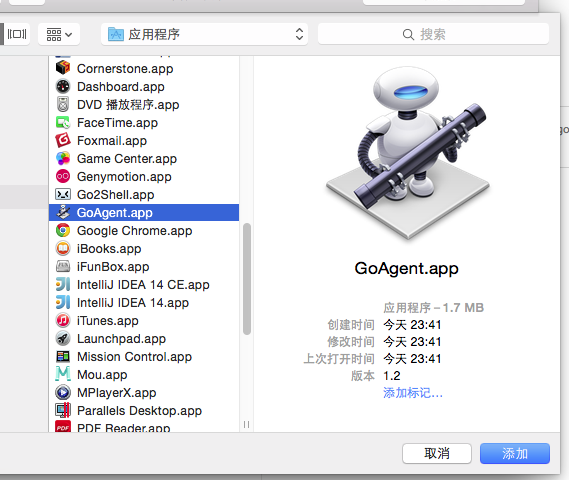 应用程序
搜索
Cornerstone.app
Dashboard.app
DVD 播放程序.app
FaceTime.app
Foxmail.app
Game Center.app
Genymotion.app
Go2Shell.app
GoAgent.app
Google Chrome.app
iBooks.app
iFunBox.app
IntelliJ IDEA 14 CE.app
IntelliJ IDEA 14.app
iTunes.app
Launchpad.app
Mission Control.app
Mou.app
MPlayerX.app
Parallels Desktop.app
PDF Reader.app
GoAgent.app
应用程序 – 1.7 MB
创建时间 今天 23:41
修改时间 今天 23:41
上次打开时间 今天 23:41
版本 1.2
添加标记…
go
取消
添加